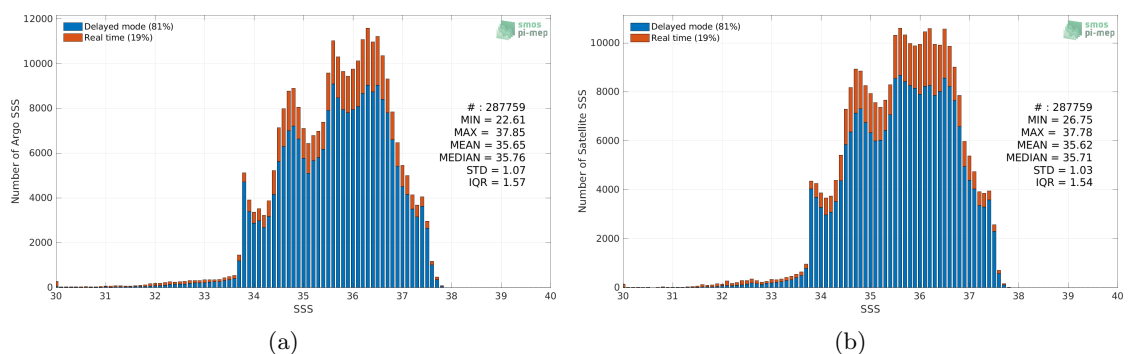 Delayed mode (81%)
Real time (19%)
smos
pi-mep
# : 287759
MIN = 22.61
MAX = 37.85
MEAN = 35.65
MEDIAN = 35.76
STD = 1.07
IQR = 1.57
Number of Argo SSS
12000
10000
8000
6000
4000
2000
0
30 31 32 33 34 35 36 37 38 39 40
SSS
(a)
Delayed mode (81%)
Real time (19%)
smos
pi-mep
# : 287759
MIN = 26.75
MAX = 37.78
MEAN = 35.62
MEDIAN = 35.71
STD = 1.03
IQR = 1.54
Number of Satellite SSS
10000
8000
6000
4000
2000
0
30 31 32 33 34 35 36 37 38 39 40
SSS
(b)